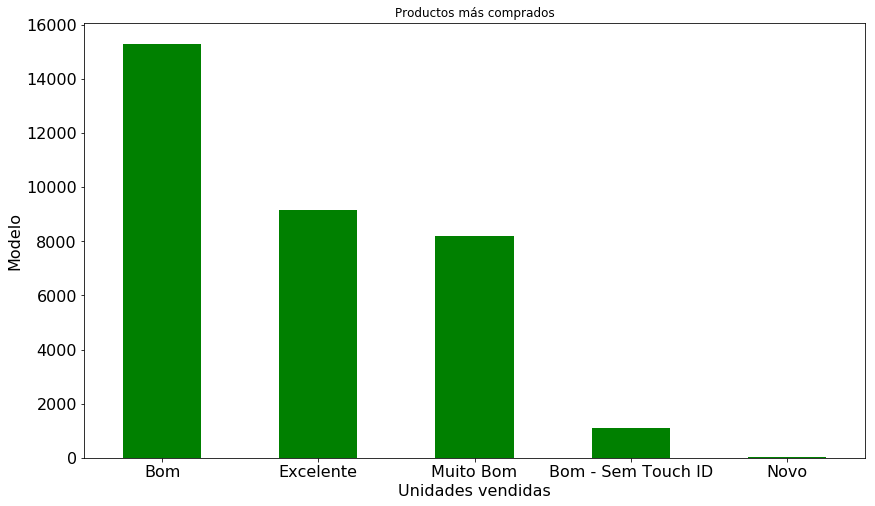 Productos más comprados
16000
14000
12000
10000
8000
6000
4000
2000
0
Modelo
Bom Excelente Muito Bom Bom - Sem Touch ID Novo
Unidades vendidas